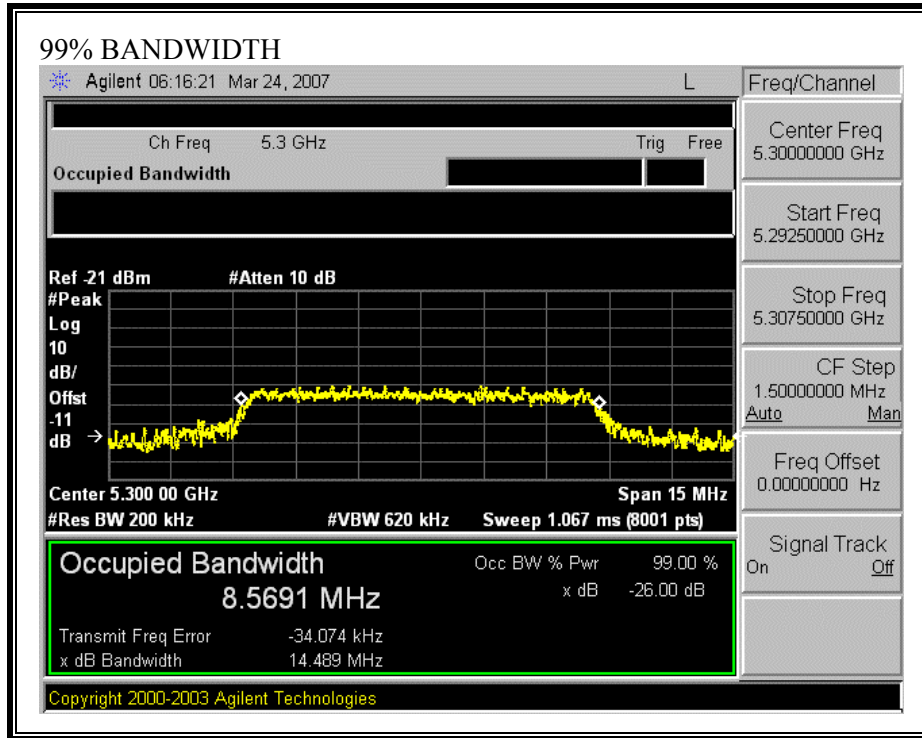 99% BANDWIDTH
Agilent 06:16:21 Mar 24, 2007 L
Freq/Channel
Ch Freq 5.3 GHz Trig Free
Occupied Bandwidth
Center Freq
5.30000000 GHz
Start Freq
5.29250000 GHz
Stop Freq
5.30750000 GHz
CF Step
1.50000000 MHz
Auto Man
Freq Offset
0.00000000 Hz
Signal Track
On Off
Ref -21 dBm #Atten 10 dB
#Peak
Log
10
dB/
Offst
-11
dB
Center 5.300 00 GHz Span 15 MHz
#Res BW 200 kHz #VBW 620 kHz Sweep 1.067 ms (8001 pts)
Occupied Bandwidth
8.5691 MHz
Occ BW % Pwr 99.00 %
x dB -26.00 dB
Transmit Freq Error -34.074 kHz
x dB Bandwidth 14.489 MHz
Copyright 2000-2003 Agilent Technologies